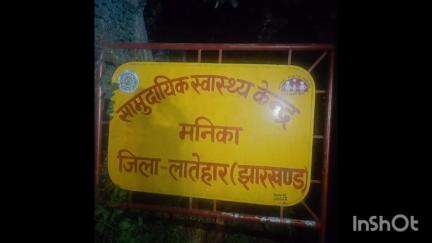 सामुदायिक स्वास्थ्य केन्द्र
मनिका
जिला-लातेहार (झारखण्ड)
InShOt